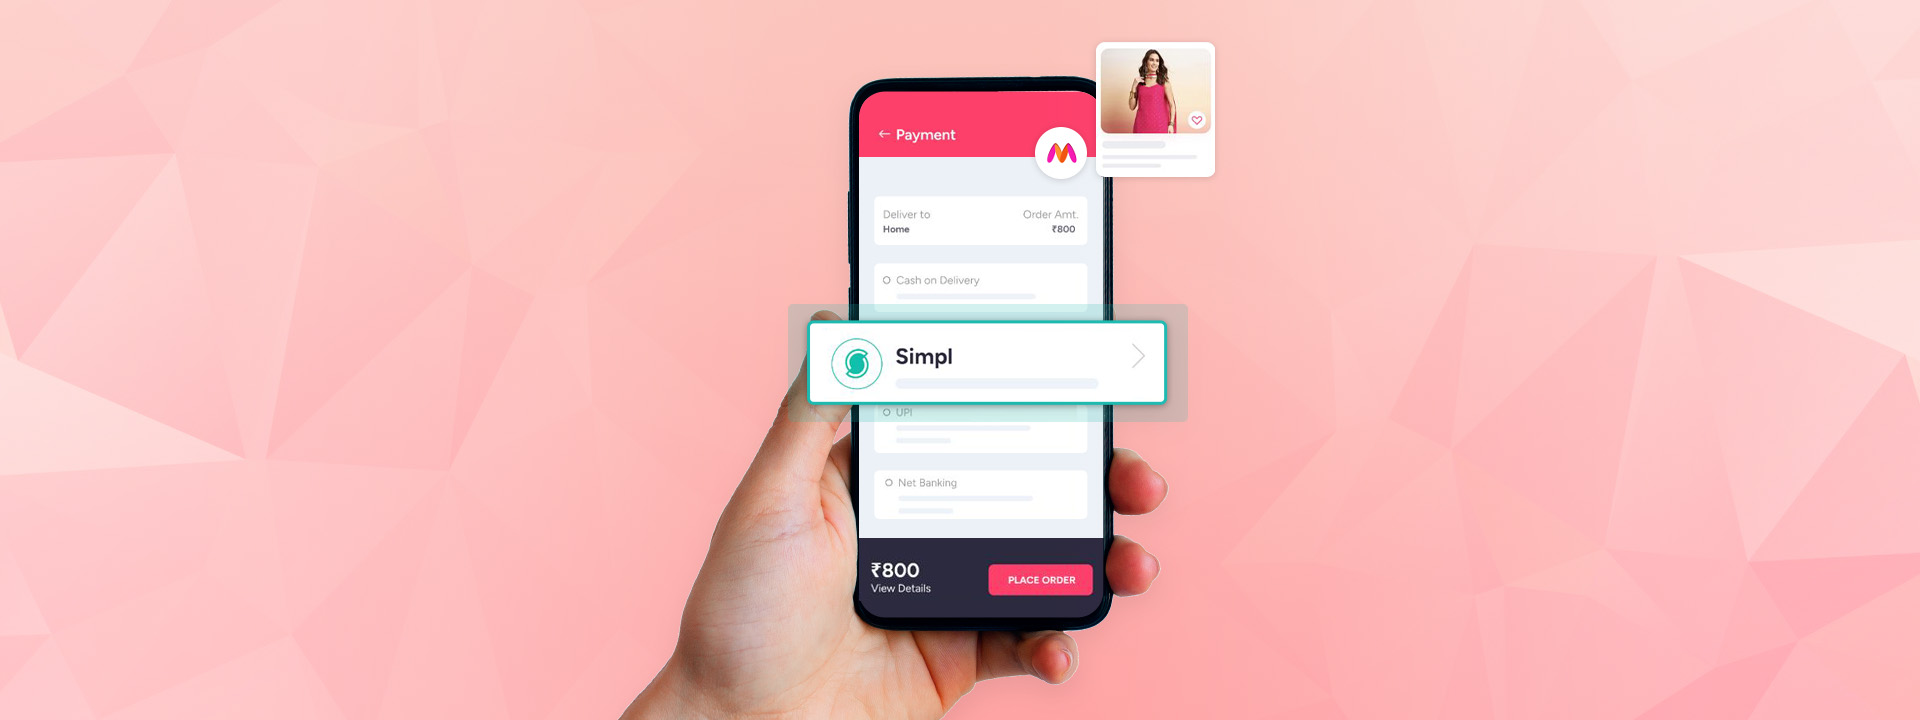 ← Payment
Deliver to
Order Amt.
Home
₹800
Cash on Delivery
Simpl
UPI
Net Banking
₹800
View Details
PLACE ORDER